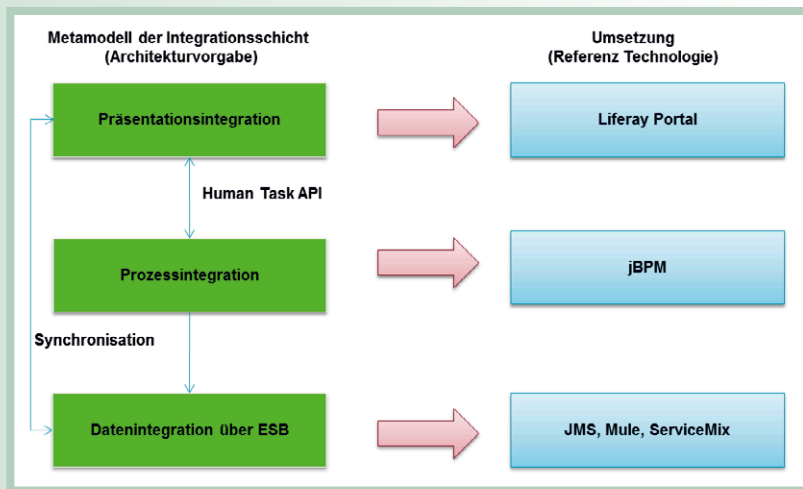 Metamodell der Integrationsschicht
(Architekturvorgabe)
Umsetzung
(Referenz Technologie)
Präsentationsintegration
Liferay Portal
Human Task API
Prozessintegration
jBPM
Synchronisation
Datenintegration über ESB
JMS, Mule, ServiceMix